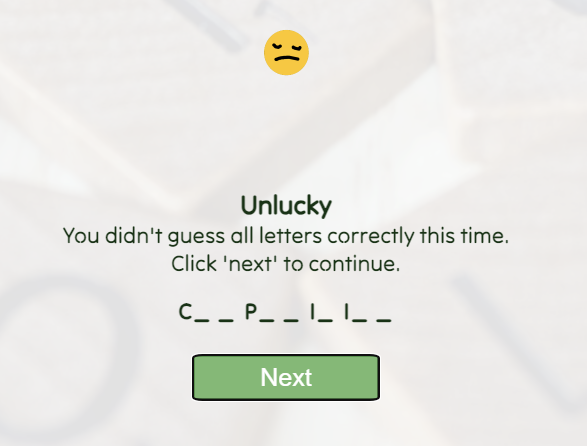 Unlucky
You didn't guess all letters correctly this time.
Click 'next' to continue.
C_ _ P_ _ I_ I_ _
Next